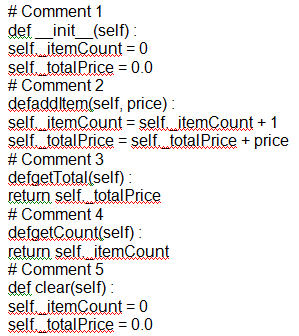 # Comment 1
def __init__(self) :
self._itemCount = 0
self._totalPrice = 0.0
# Comment 2
defaddItem(self, price) :
self._itemCount = self._itemCount + 1
self._totalPrice = self._totalPrice + price
# Comment 3
defgetTotal(self) :
return self._totalPrice
# Comment 4
defgetCount(self) :
return self._itemCount
# Comment 5
def clear(self) :
self._itemCount = 0
self._totalPrice = 0.0